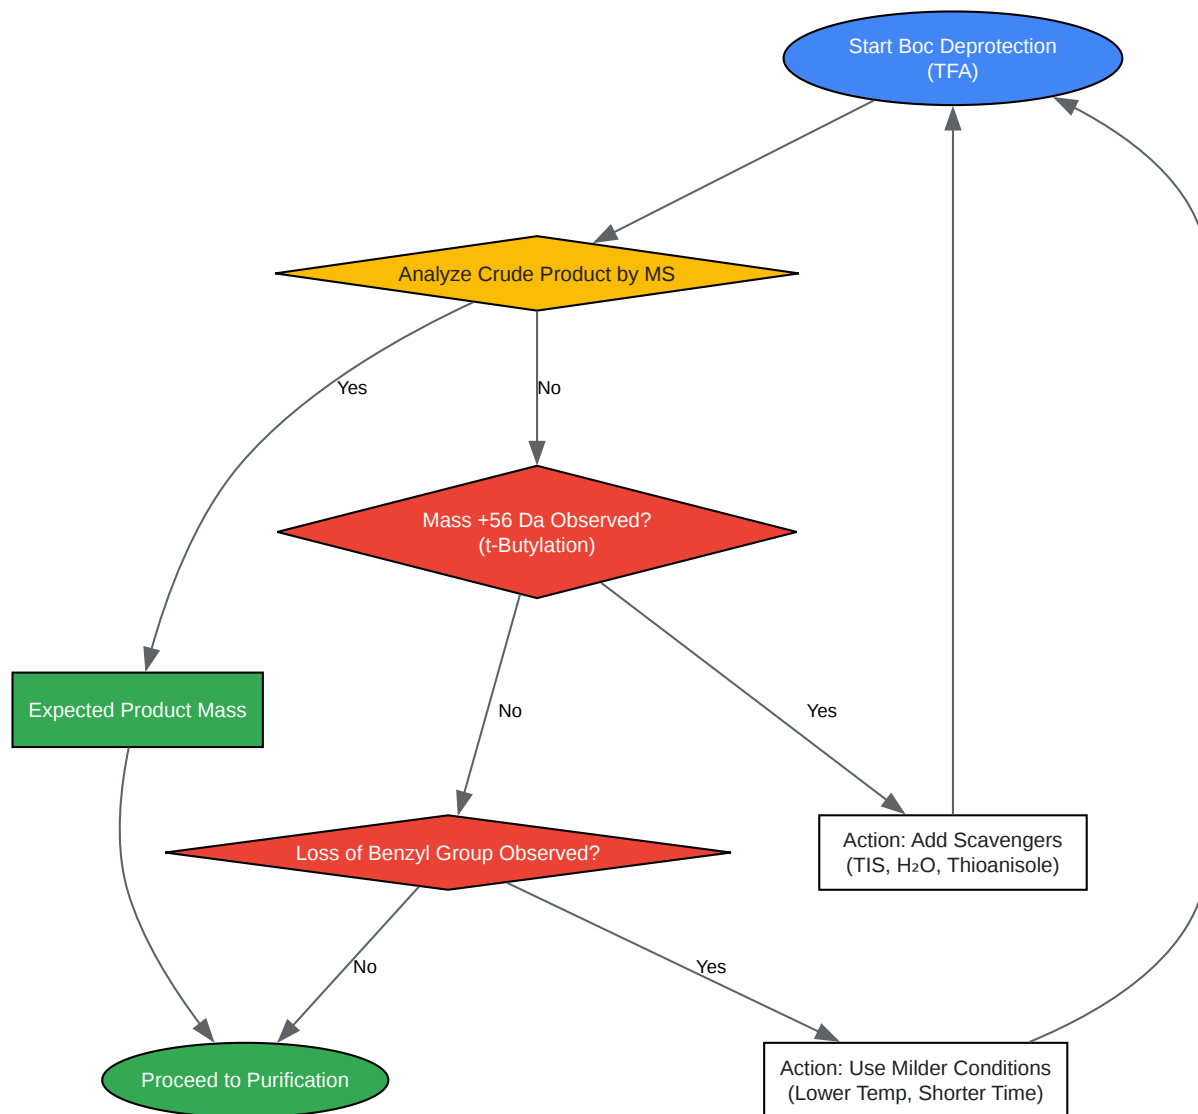 Start Boc Deprotection
(TFA)
Analyze Crude Product by MS
Yes
No
Mass +56 Da Observed?
(t-Butylation)
Expected Product Mass
No
Yes
Loss of Benzyl Group Observed?
Action: Add Scavengers
(TIS, H₂O, Thioanisole)
No
Yes
Proceed to Purification
Action: Use Milder Conditions
(Lower Temp, Shorter Time)